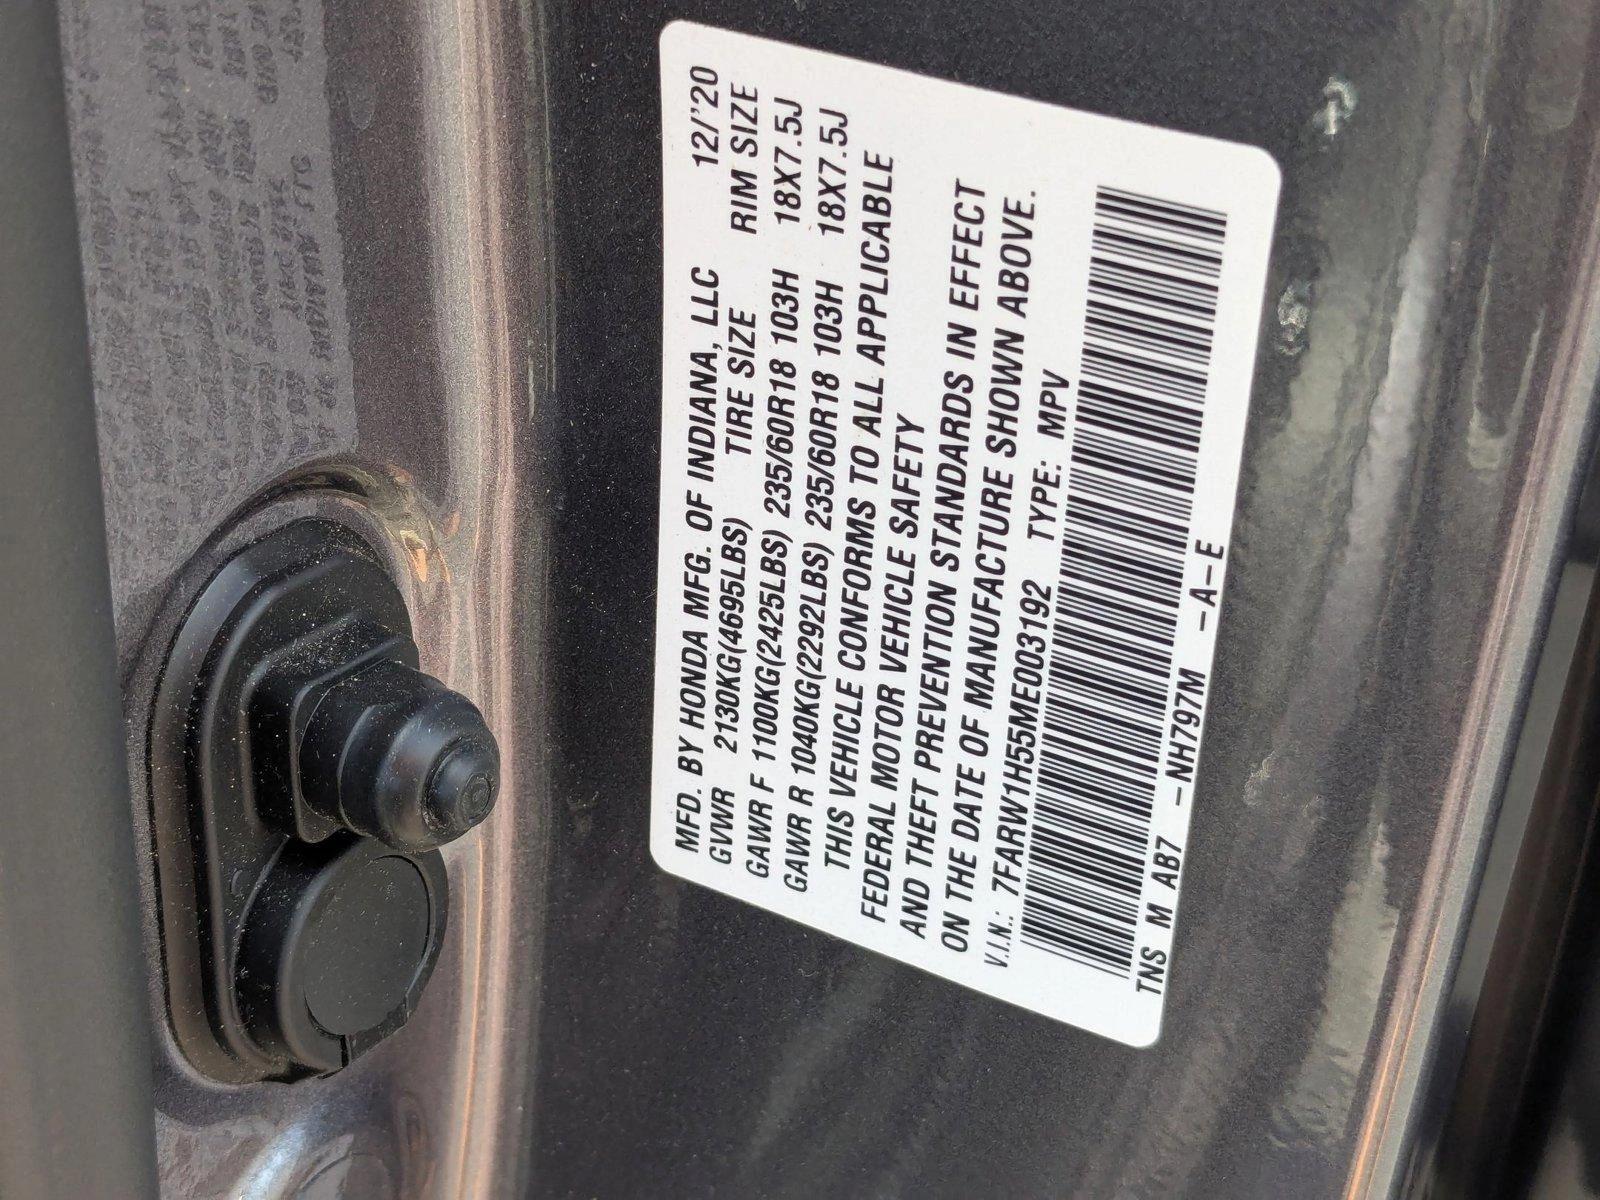 MFD. BY HONDA MFG. OF INDIANA, LLC 12/'20
GVWR 2130KG(4695LBS) TIRE SIZE RIM SIZE
GAWR F 1100KG(2425LBS) 235/60R18 103H 18X7.5J
GAWR R 1040KG(2292LBS) 235/60R18 103H 18X7.5J
THIS VEHICLE CONFORMS TO ALL APPLICABLE
FEDERAL MOTOR VEHICLE SAFETY
AND THEFT PREVENTION STANDARDS IN EFFECT
ON THE DATE OF MANUFACTURE SHOWN ABOVE.
V.I.N.: 7FARW1H55ME003192 TYPE: MPV
TNS M AB7 –NH797M –A–E